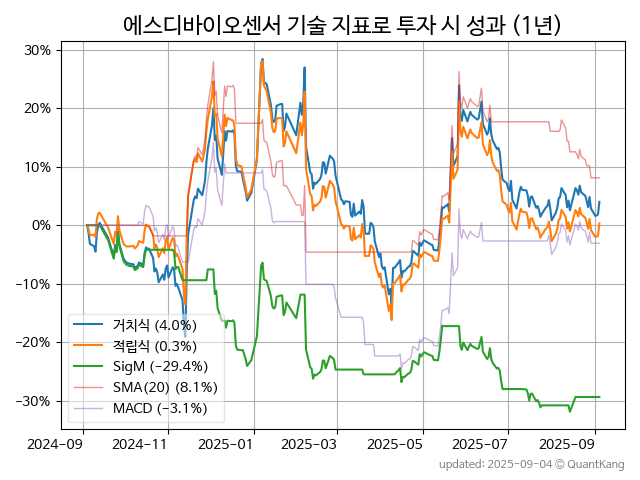 에스디바이오센서 기술 지표로 투자 시 성과 (1년)
30%
20%
10%
0%
−10%
−20%
−30%
거치식 (4.0%)
적립식 (0.3%)
SigM (−29.4%)
SMA(20) (8.1%)
MACD (−3.1%)
2024-09
2024-11
2025-01
2025-03
2025-05
2025-07
2025-09
updated: 2025-09-04 ⓒ QuantKang